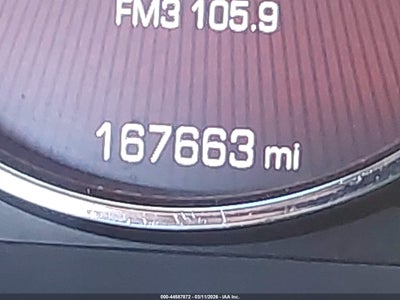 FM3 105.9
167663 mi
000-44587872 - 03/11/2026 - IAA Inc.